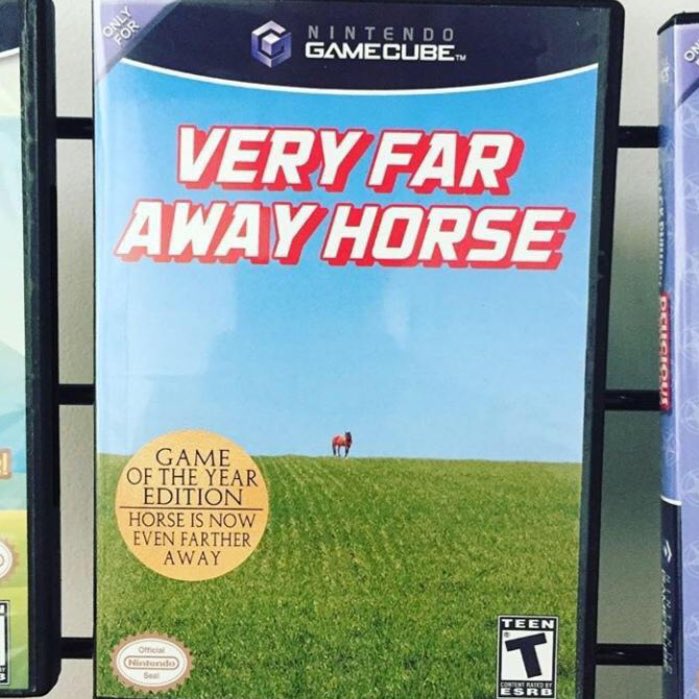 ONLY
FOR
NINTENDO
GAMECUBE™
VERY FAR
AWAY HORSE
GAME
OF THE YEAR
EDITION
HORSE IS NOW
EVEN FARTHER
AWAY
Official
Nintendo
Seal
TEEN
T
CONTENT RATED BY
ESRB